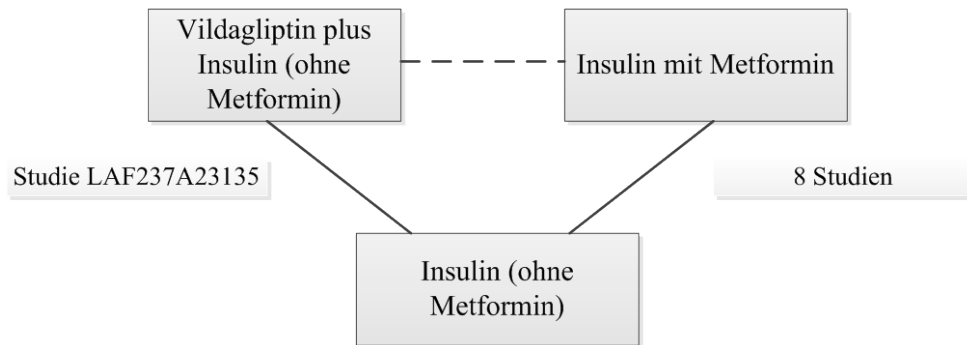 Vildagliptin plus
Insulin (ohne
Metformin)
Insulin mit Metformin
Studie LAF237A23135
8 Studien
Insulin (ohne
Metformin)